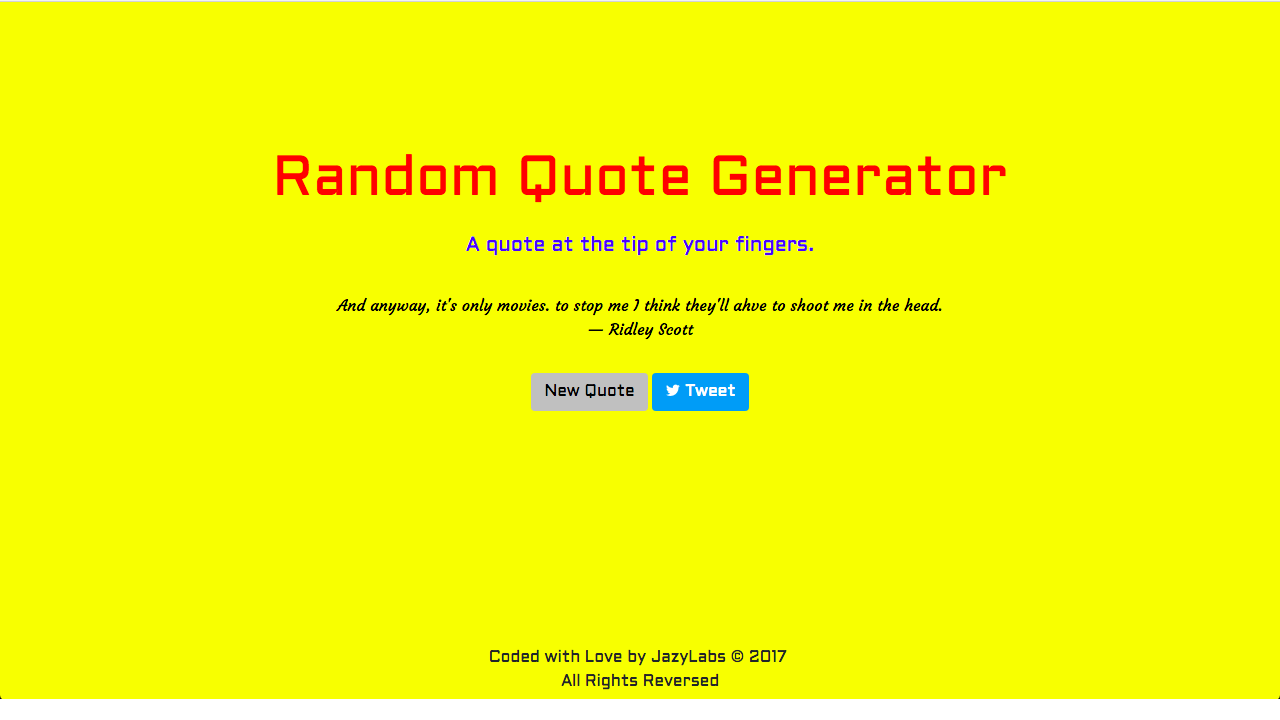 Random Quote Generator
A quote at the tip of your fingers.
And anyway, it's only movies. to stop me I think they'll ahve to shoot me in the head.
— Ridley Scott
New Quote Tweet
Coded with Love by JazyLabs © 2017
All Rights Reversed